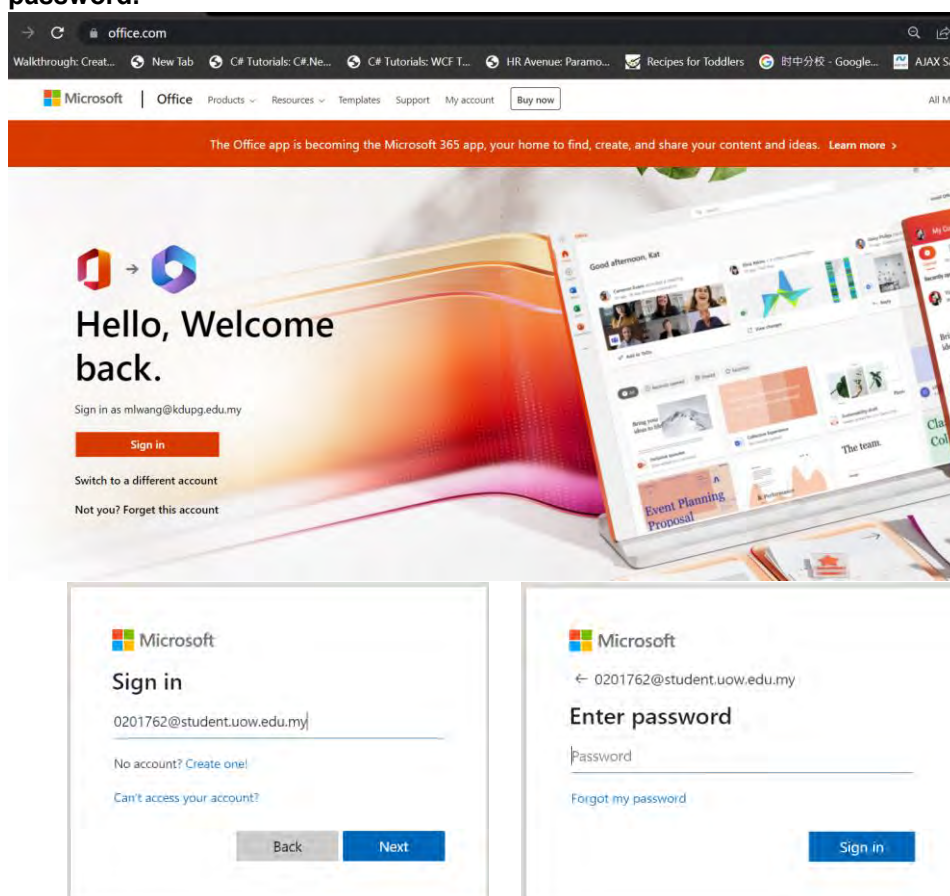 password.
office.com
Walkthrough: Creat... New Tab C# Tutorials: C#.Ne... C# Tutorials: WCF T... HR Avenue: Paramo... Recipes for Toddlers 时中分校 - Google... AJAX Sa
Microsoft Office Products Resources Templates Support My account Buy now All M
The Office app is becoming the Microsoft 365 app, your home to find, create, and share your content and ideas. Learn more >
Good afternoon, Kat
Hello, Welcome
back.
Sign in as mlwang@kdupg.edu.my
Sign in
Switch to a different account
Not you? Forget this account
The team.
Event Planning
Proposal
Microsoft
Sign in
0201762@student.uow.edu.my
No account? Create one!
Can't access your account?
Back Next
Microsoft
← 0201762@student.uow.edu.my
Enter password
Password
Forgot my password
Sign in